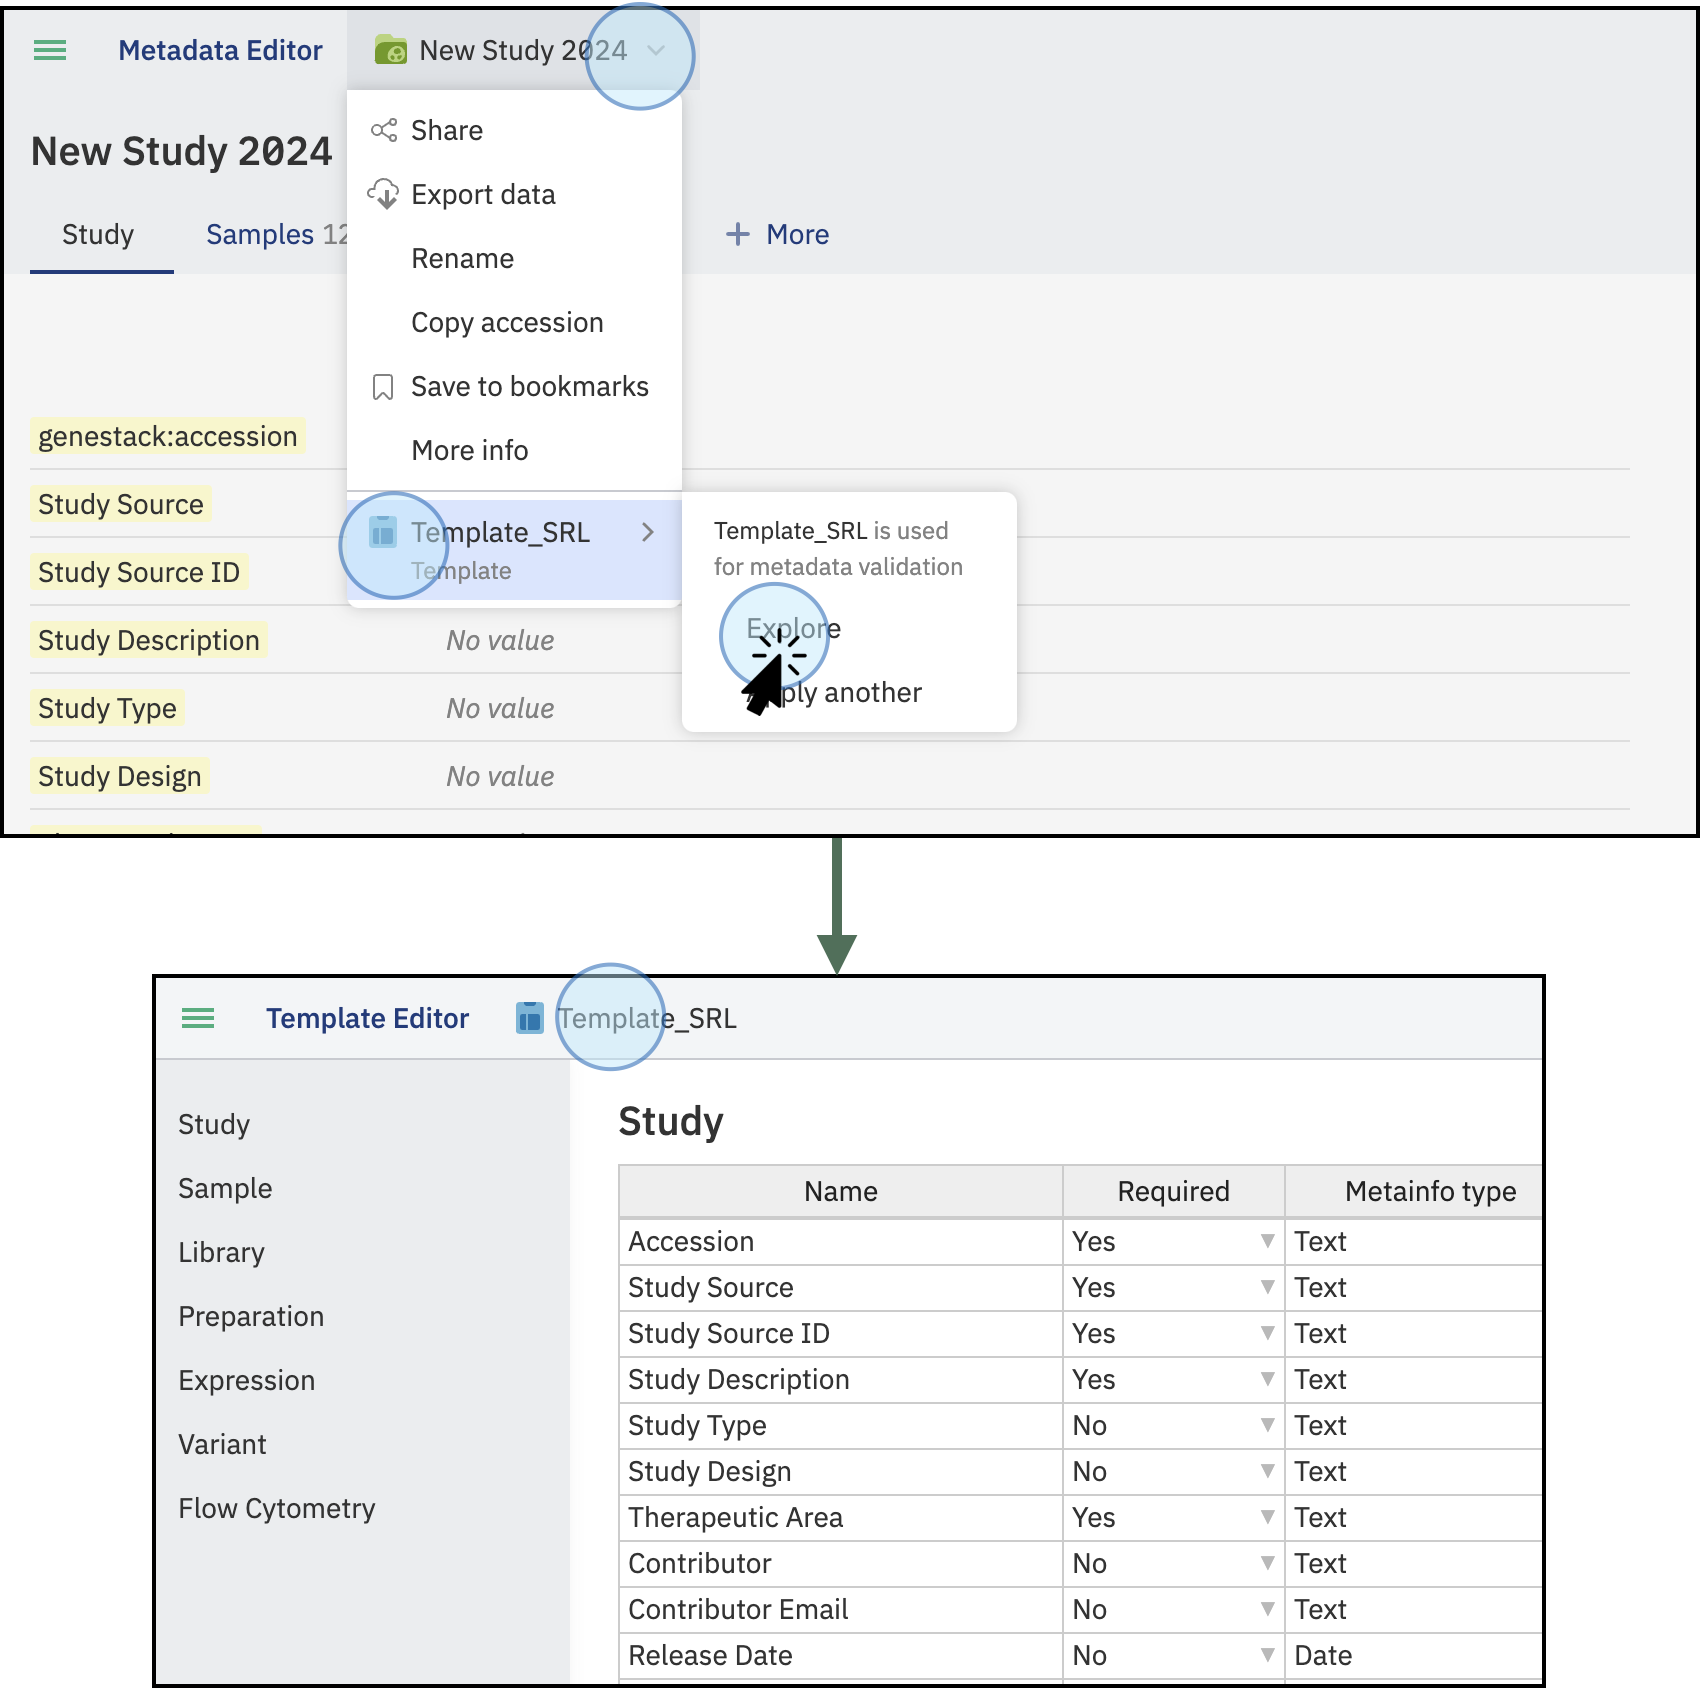 Metadata Editor
New Study 2024
New Study 2024
Study
Samples 12
More
Share
Export data
Rename
Copy accession
Save to bookmarks
More info
Template_SRL
Template
Template_SRL is used
for metadata validation
Explore
Apply another
genestack:accession
Study Source
Study Source ID
Study Description No value
Study Type No value
Study Design No value
Template Editor
Template_SRL
Study
Sample
Library
Preparation
Expression
Variant
Flow Cytometry
Study
Name Required Metainfo type
Accession Yes Text
Study Source Yes Text
Study Source ID Yes Text
Study Description Yes Text
Study Type No Text
Study Design No Text
Therapeutic Area Yes Text
Contributor No Text
Contributor Email No Text
Release Date No Date